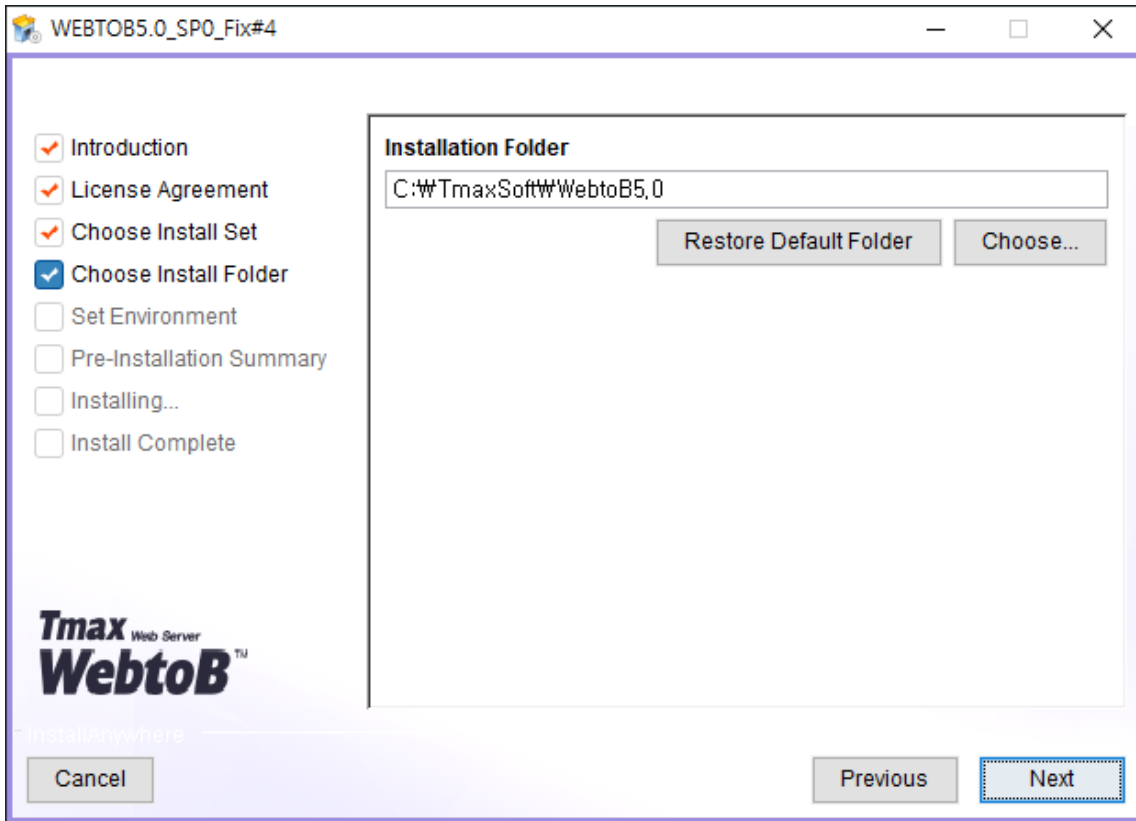 WEBTOB5.0_SP0_Fix#4
Introduction
License Agreement
Choose Install Set
Choose Install Folder
Set Environment
Pre-Installation Summary
Installing...
Install Complete
Installation Folder
C:₩TmaxSoft₩WebtoB5.0
Restore Default Folder
Choose...
Tmax Web Server
WebtoB™
InstallAnywhere
Cancel
Previous
Next